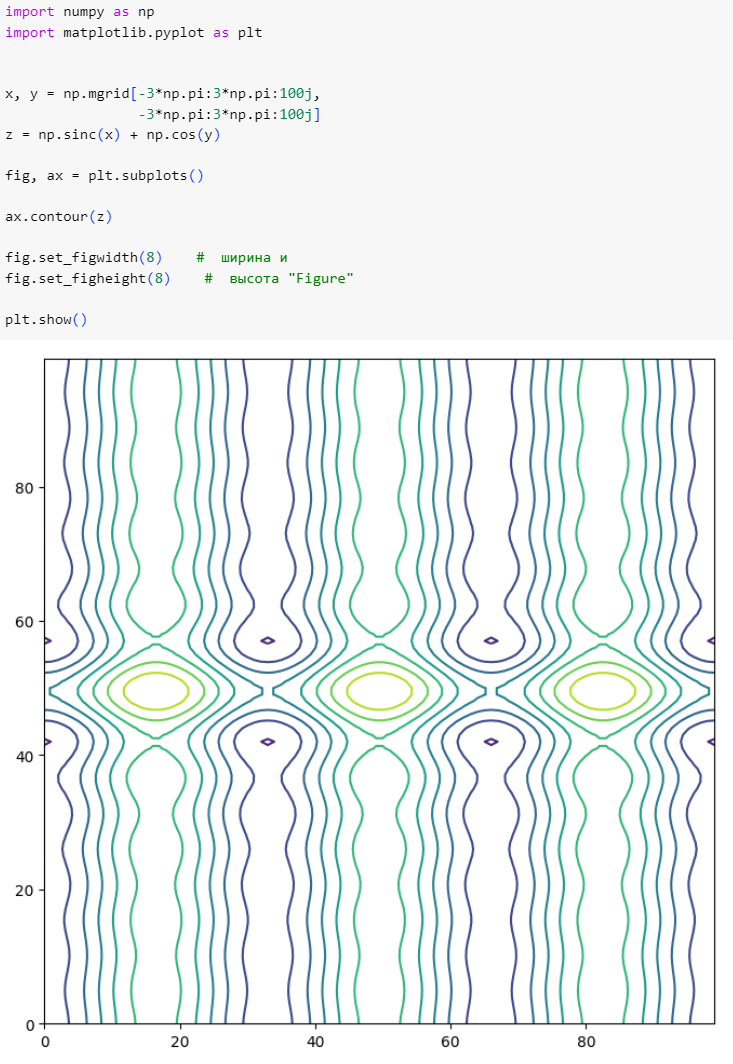 import numpy as np
import matplotlib.pyplot as plt
x, y = np.mgrid[-3*np.pi:3*np.pi:100j,
-3*np.pi:3*np.pi:100j]
z = np.sinc(x) + np.cos(y)
fig, ax = plt.subplots()
ax.contour(z)
fig.set_figwidth(8)    #  ширина и
fig.set_figheight(8)    #  высота "Figure"
plt.show()
80
60
40
20
0
0 20 40 60 80